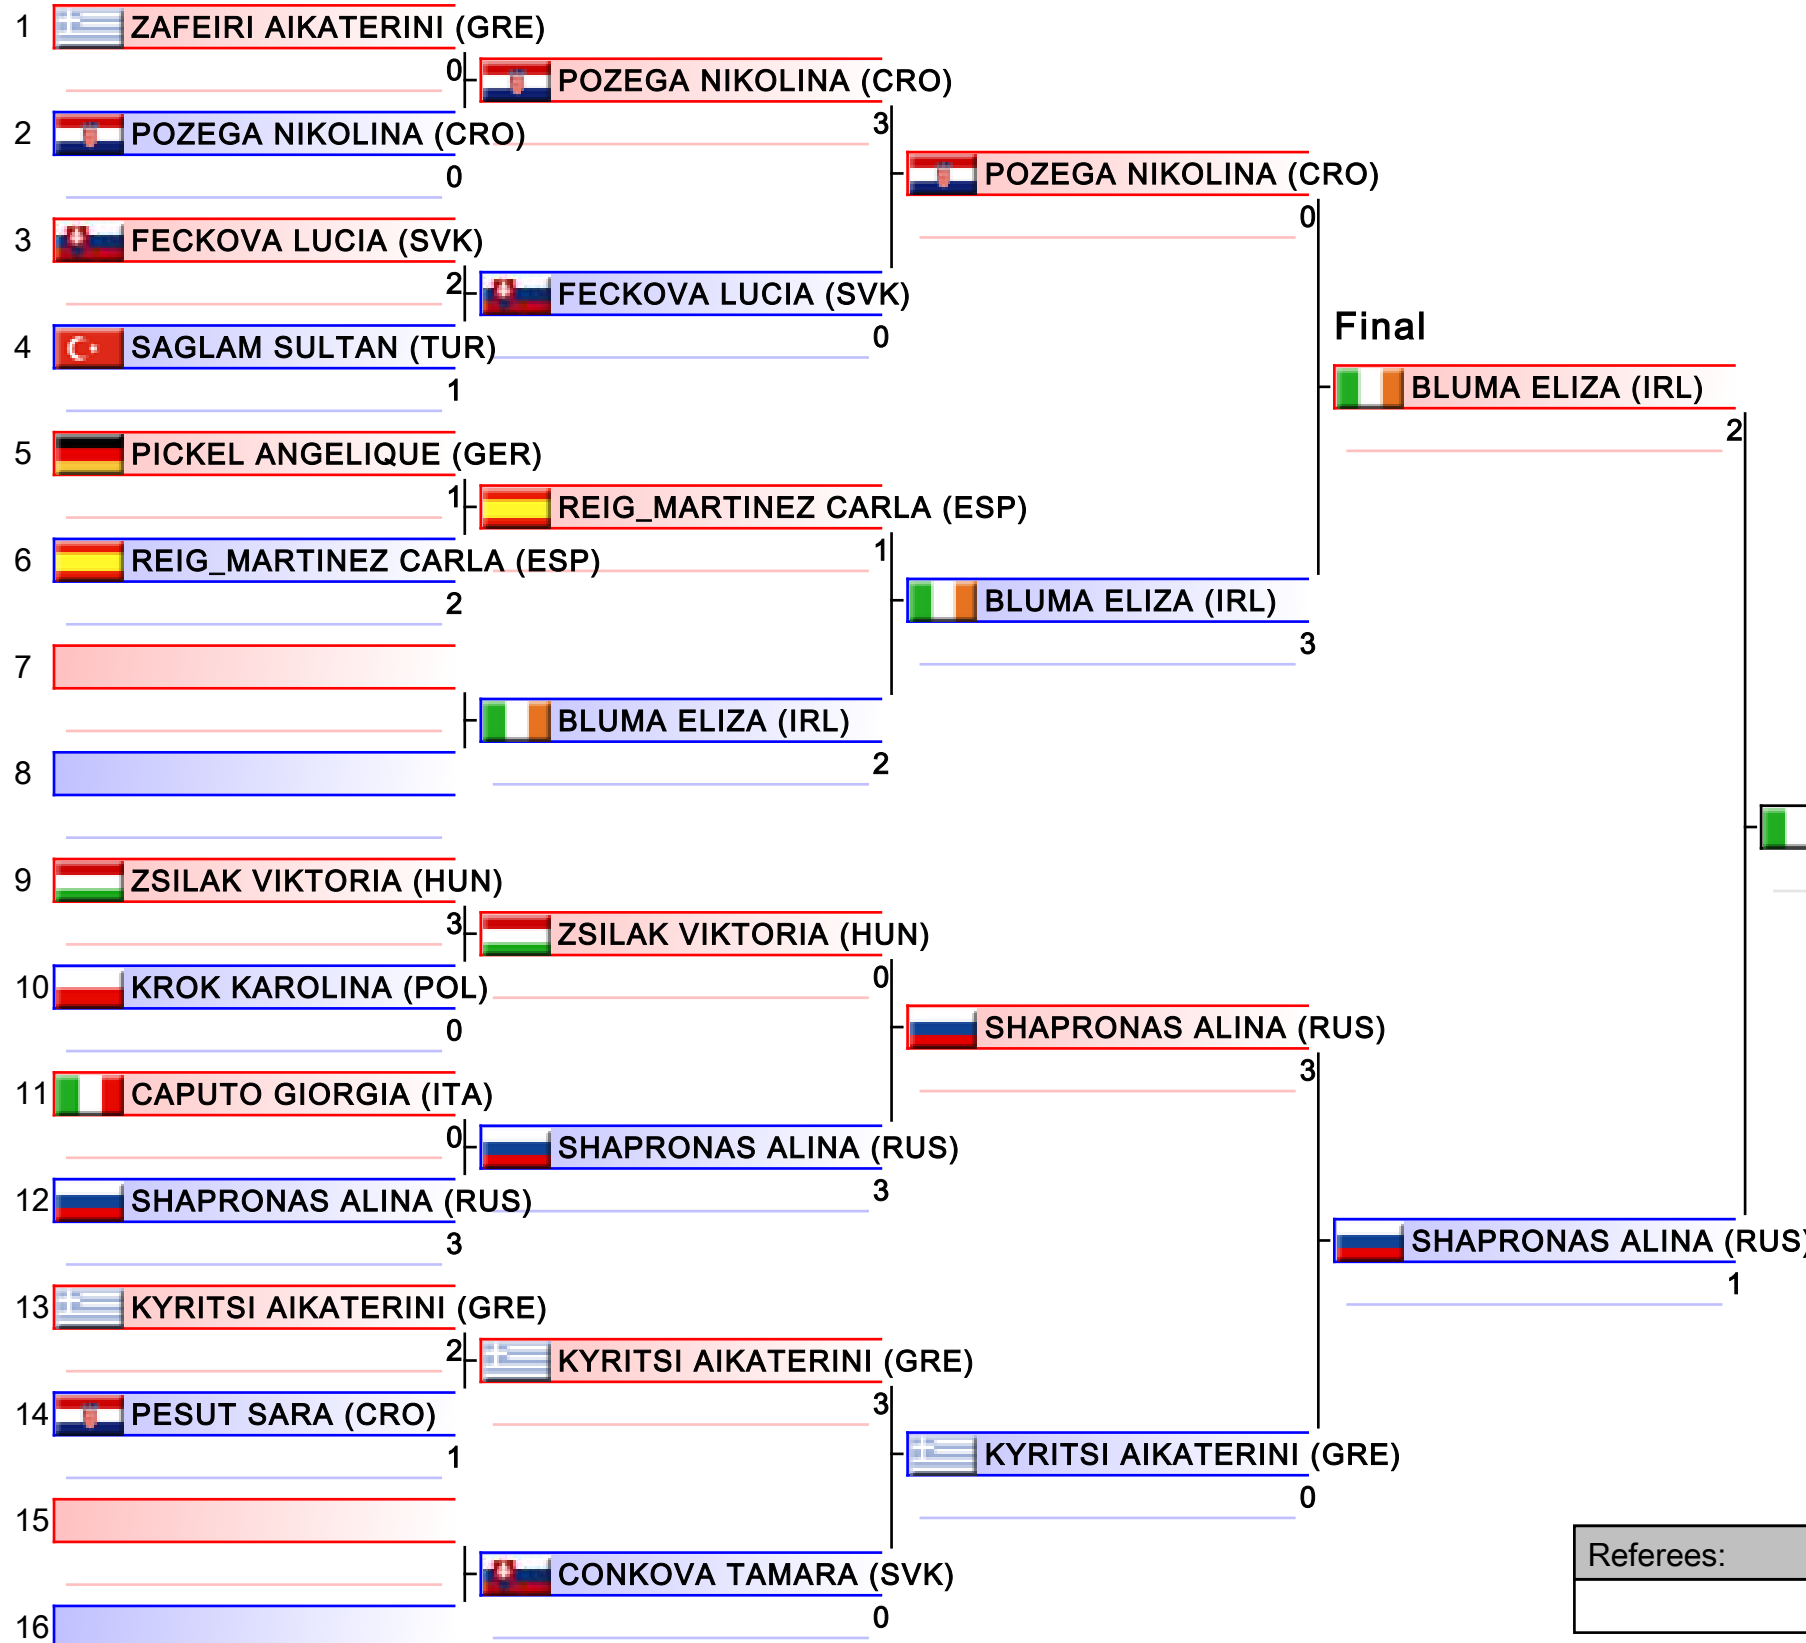 1 ZAFEIRI AIKATERINI (GRE)
0
POZEGA NIKOLINA (CRO)
3
2 POZEGA NIKOLINA (CRO)
0
POZEGA NIKOLINA (CRO)
0
3 FECKOVA LUCIA (SVK)
2
FECKOVA LUCIA (SVK)
0
4 SAGLAM SULTAN (TUR)
1
Final
BLUMA ELIZA (IRL)
2
5 PICKEL ANGELIQUE (GER)
1
REIG_MARTINEZ CARLA (ESP)
1
6 REIG_MARTINEZ CARLA (ESP)
2
BLUMA ELIZA (IRL)
3
7
BLUMA ELIZA (IRL)
2
8
9 ZSILAK VIKTORIA (HUN)
3
ZSILAK VIKTORIA (HUN)
0
10 KROK KAROLINA (POL)
0
SHAPRONAS ALINA (RUS)
3
11 CAPUTO GIORGIA (ITA)
0
SHAPRONAS ALINA (RUS)
3
12 SHAPRONAS ALINA (RUS)
3
SHAPRONAS ALINA (RUS)
1
13 KYRITSI AIKATERINI (GRE)
2
KYRITSI AIKATERINI (GRE)
3
14 PESUT SARA (CRO)
1
KYRITSI AIKATERINI (GRE)
0
15
CONKOVA TAMARA (SVK)
0
16
Referees: